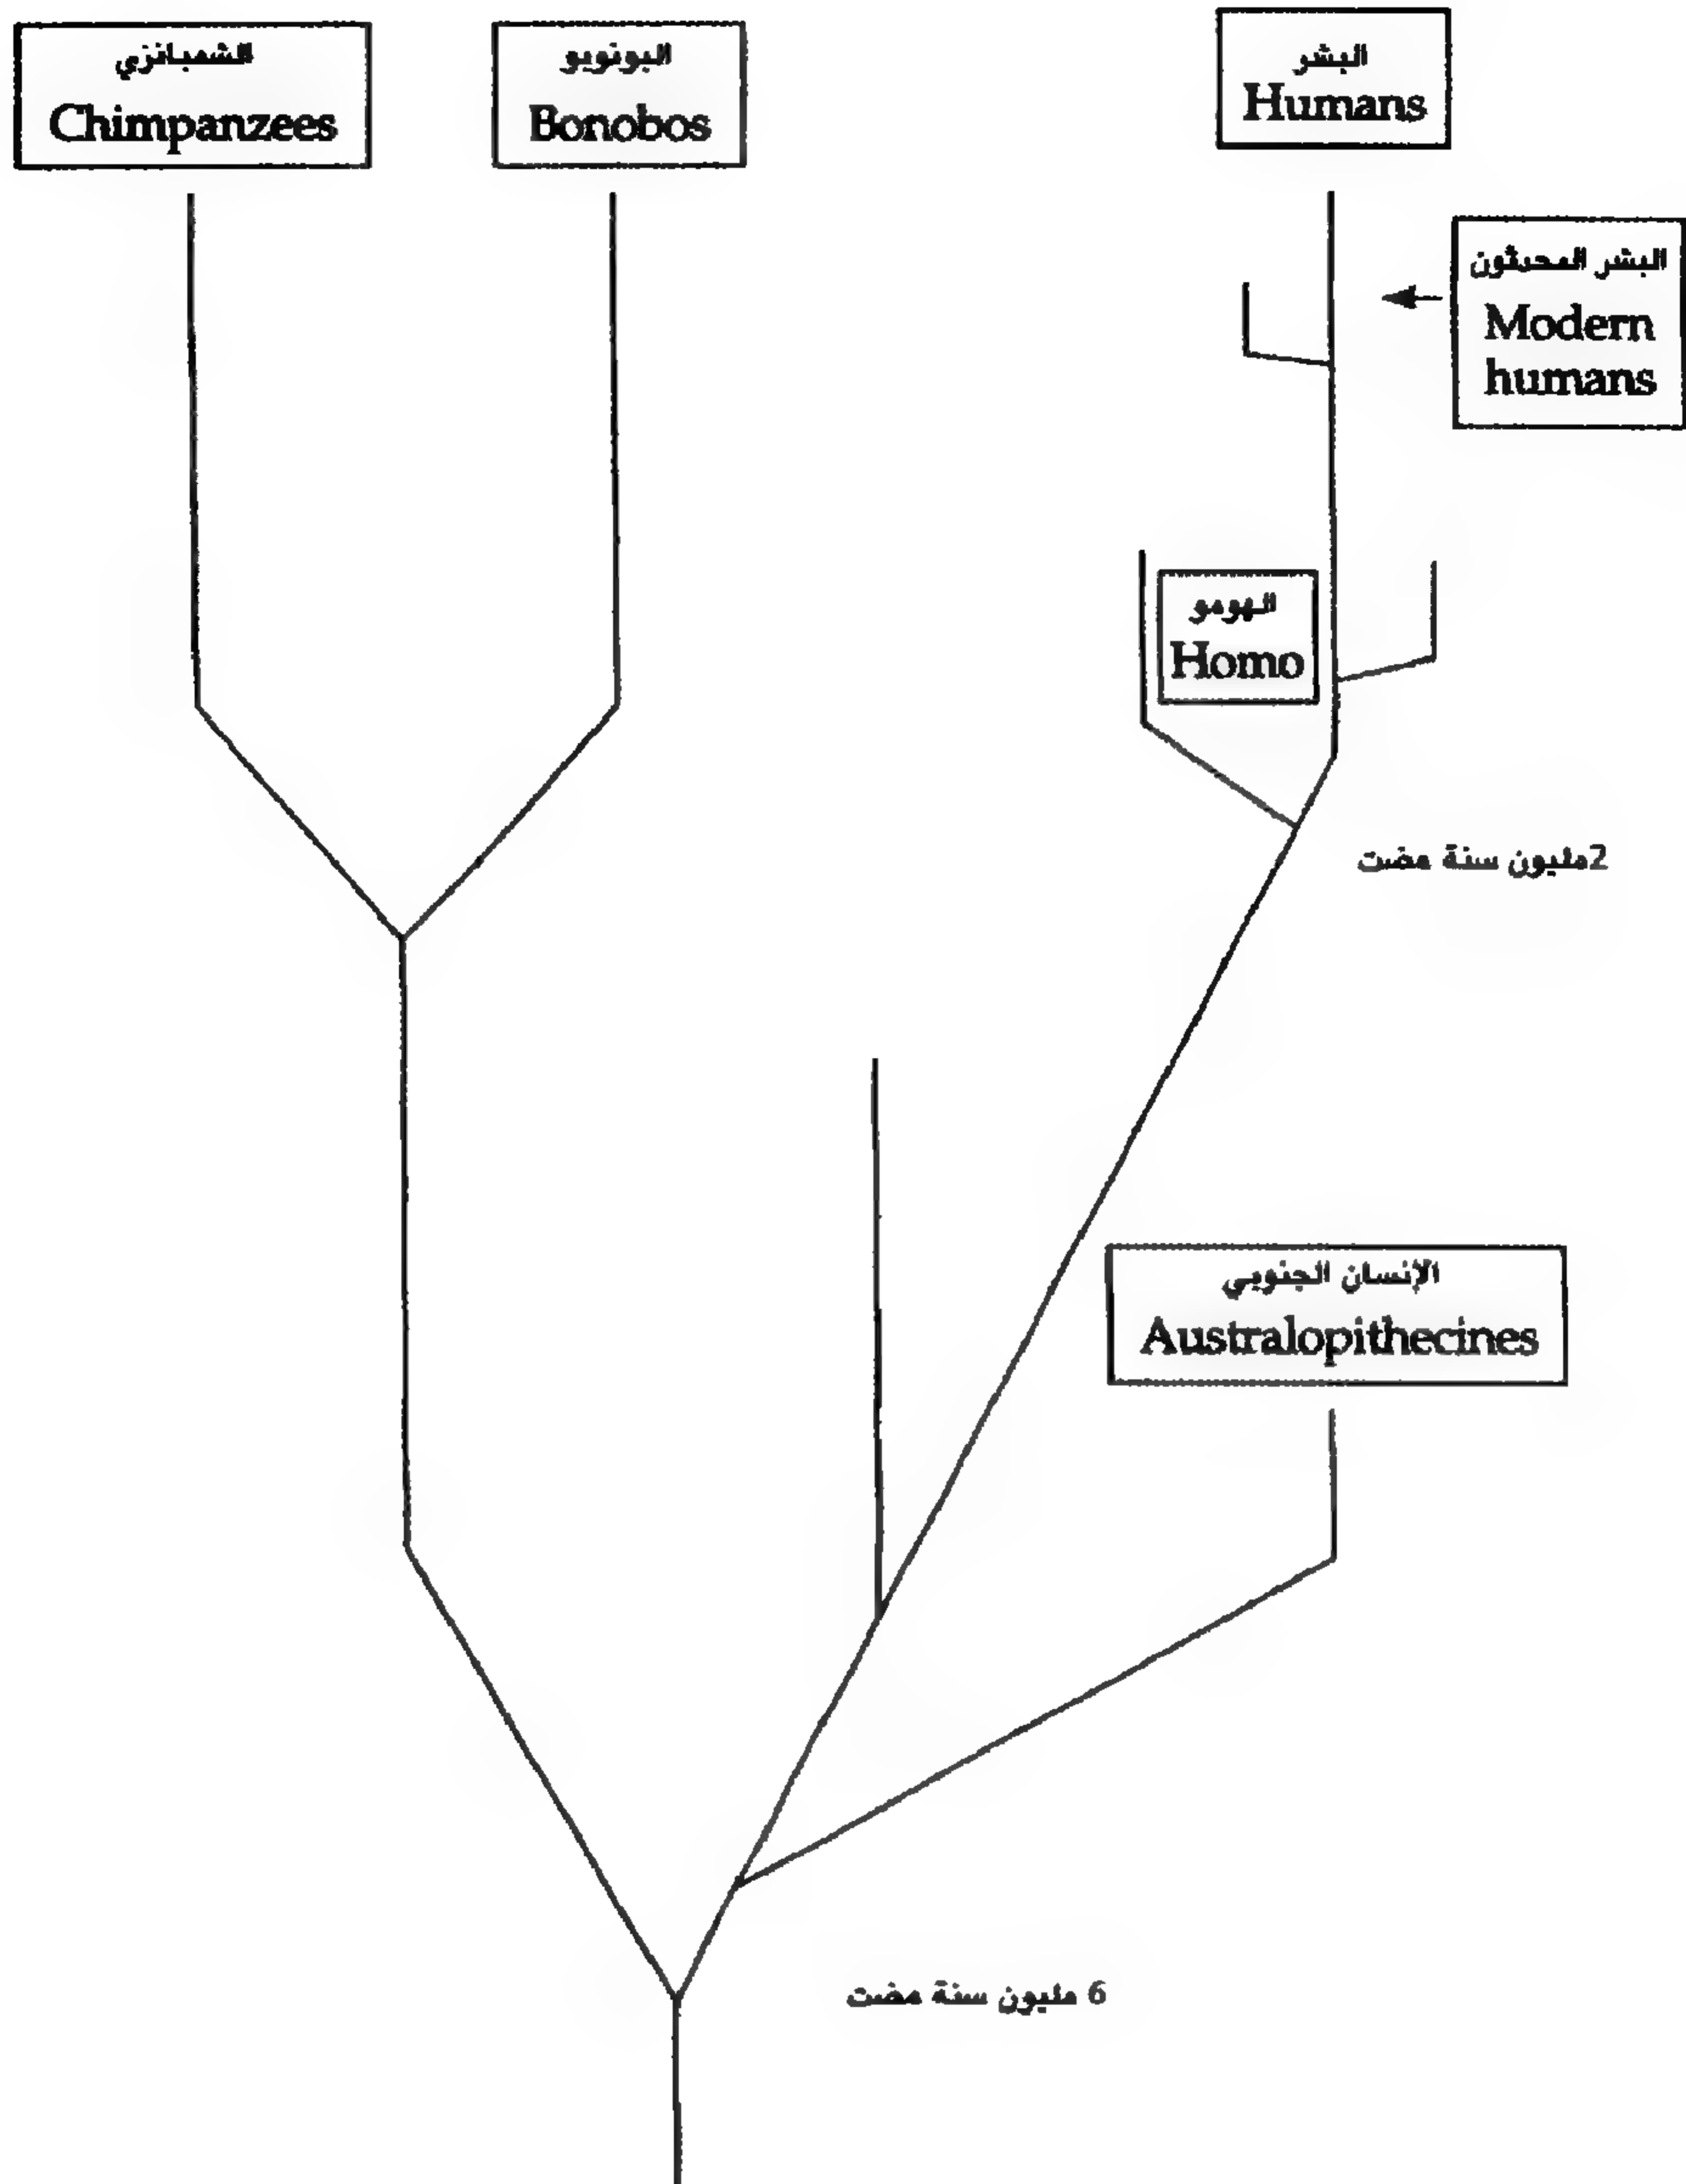 الشمبانزي
Chimpanzees
البونوبو
Bonobos
البشر
Humans
البشر المحدثون
Modern
humans
الهومو
Homo
2مليون سنة مضت
الإنسان الجنوبي
Australopithecines
6 مليون سنة مضت